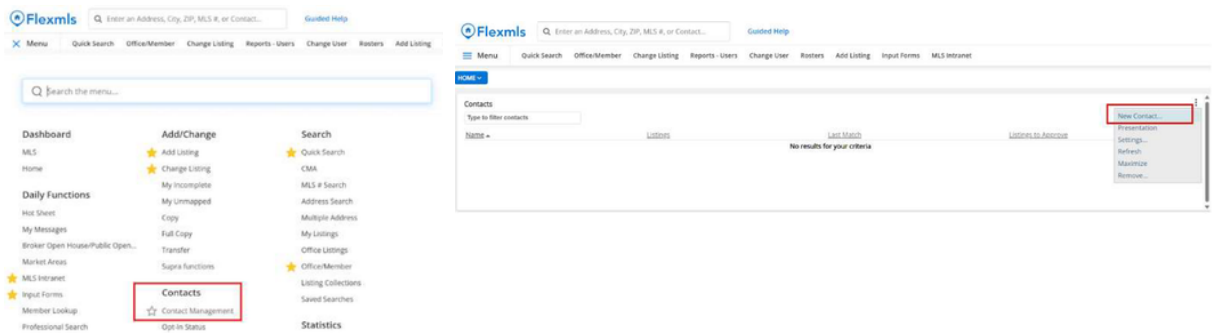 Flexmls
Enter an Address, City, ZIP, MLS #, or Contact...
Guided Help
Menu Quick Search Office/Member Change Listing Reports - Users Change User Rosters Add Listing
Search the menu...
Dashboard
MLS
Home
Daily Functions
Hot Sheet
My Messages
Broker Open House/Public Open...
Market Areas
MLS Intranet
Input Forms
Member Lookup
Professional Search
Add/Change
Add Listing
Change Listing
My Incomplete
My Unmapped
Copy
Full Copy
Transfer
Supra functions
Contacts
Contact Management
Opt-In Status
Search
Quick Search
CMA
MLS # Search
Address Search
Multiple Address
My Listings
Office Listings
Office/Member
Listing Collections
Saved Searches
Statistics
Flexmls
Enter an Address, City, ZIP, MLS #, or Contact...
Guided Help
Menu Quick Search Office/Member Change Listing Reports - Users Change User Rosters Add Listing Input Forms MLS Intranet
HOME
Contacts
Type to filter contacts
Name Listings Last Match Listings to Approve
No results for your criteria
New Contact...
Presentation
Settings...
Refresh
Maximize
Remove...